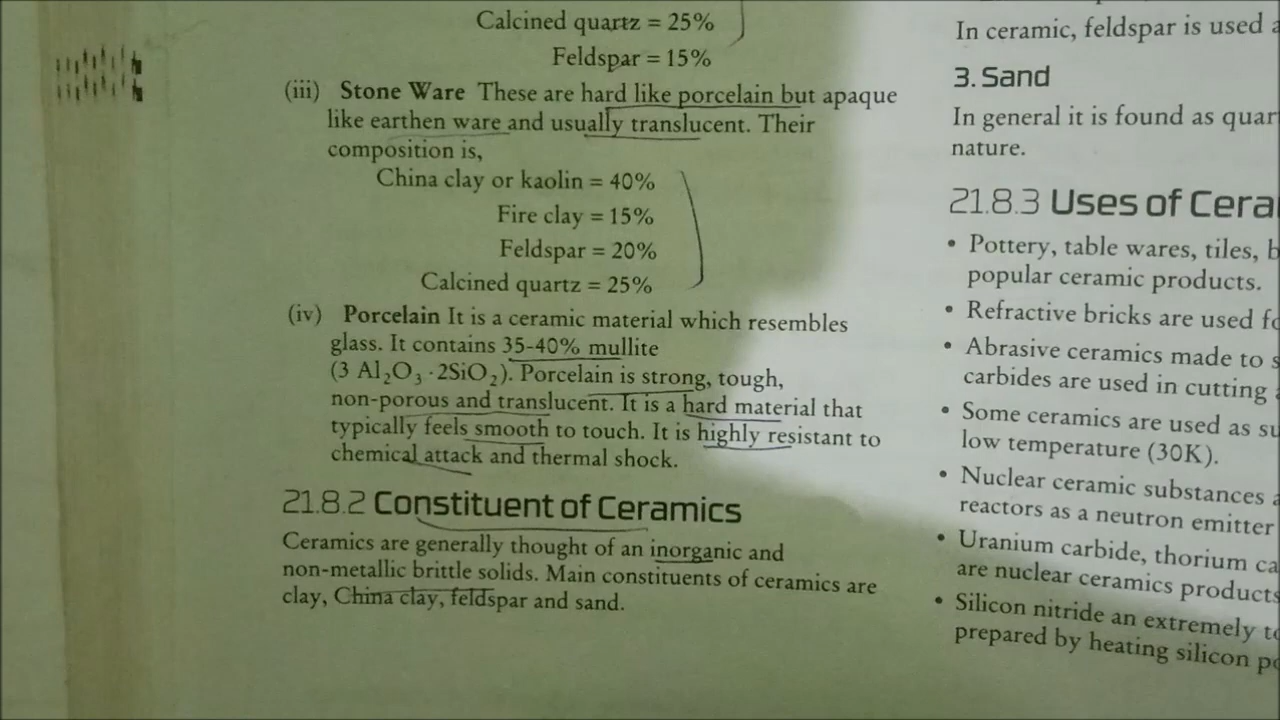 Calcined quartz = 25%
Feldspar = 15%
(iii) Stone Ware These are hard like porcelain but apaque
like earthen ware and usually translucent. Their
composition is,
China clay or kaolin = 40%
Fire clay = 15%
Feldspar = 20%
Calcined quartz = 25%
(iv) Porcelain It is a ceramic material which resembles
glass. It contains 35-40% mullite
(3 Al₂O₃ · 2SiO₂). Porcelain is strong, tough,
non-porous and translucent. It is a hard material that
typically feels smooth to touch. It is highly resistant to
chemical attack and thermal shock.
21.8.2 Constituent of Ceramics
Ceramics are generally thought of an inorganic and
non-metallic brittle solids. Main constituents of ceramics are
clay, China clay, feldspar and sand.
In ceramic, feldspar is used
3. Sand
In general it is found as
nature.
21.8.3 Uses of
• Pottery, table wares, tiles,
popular ceramic products.
• Refractive bricks are used
• Abrasive ceramics made to
carbides are used in cutting
• Some ceramics are used as
low temperature (30K).
• Nuclear ceramic substances
reactors as a neutron emitter
• Uranium carbide, thorium
are nuclear ceramics products
• Silicon nitride an extremely
prepared by heating silicon